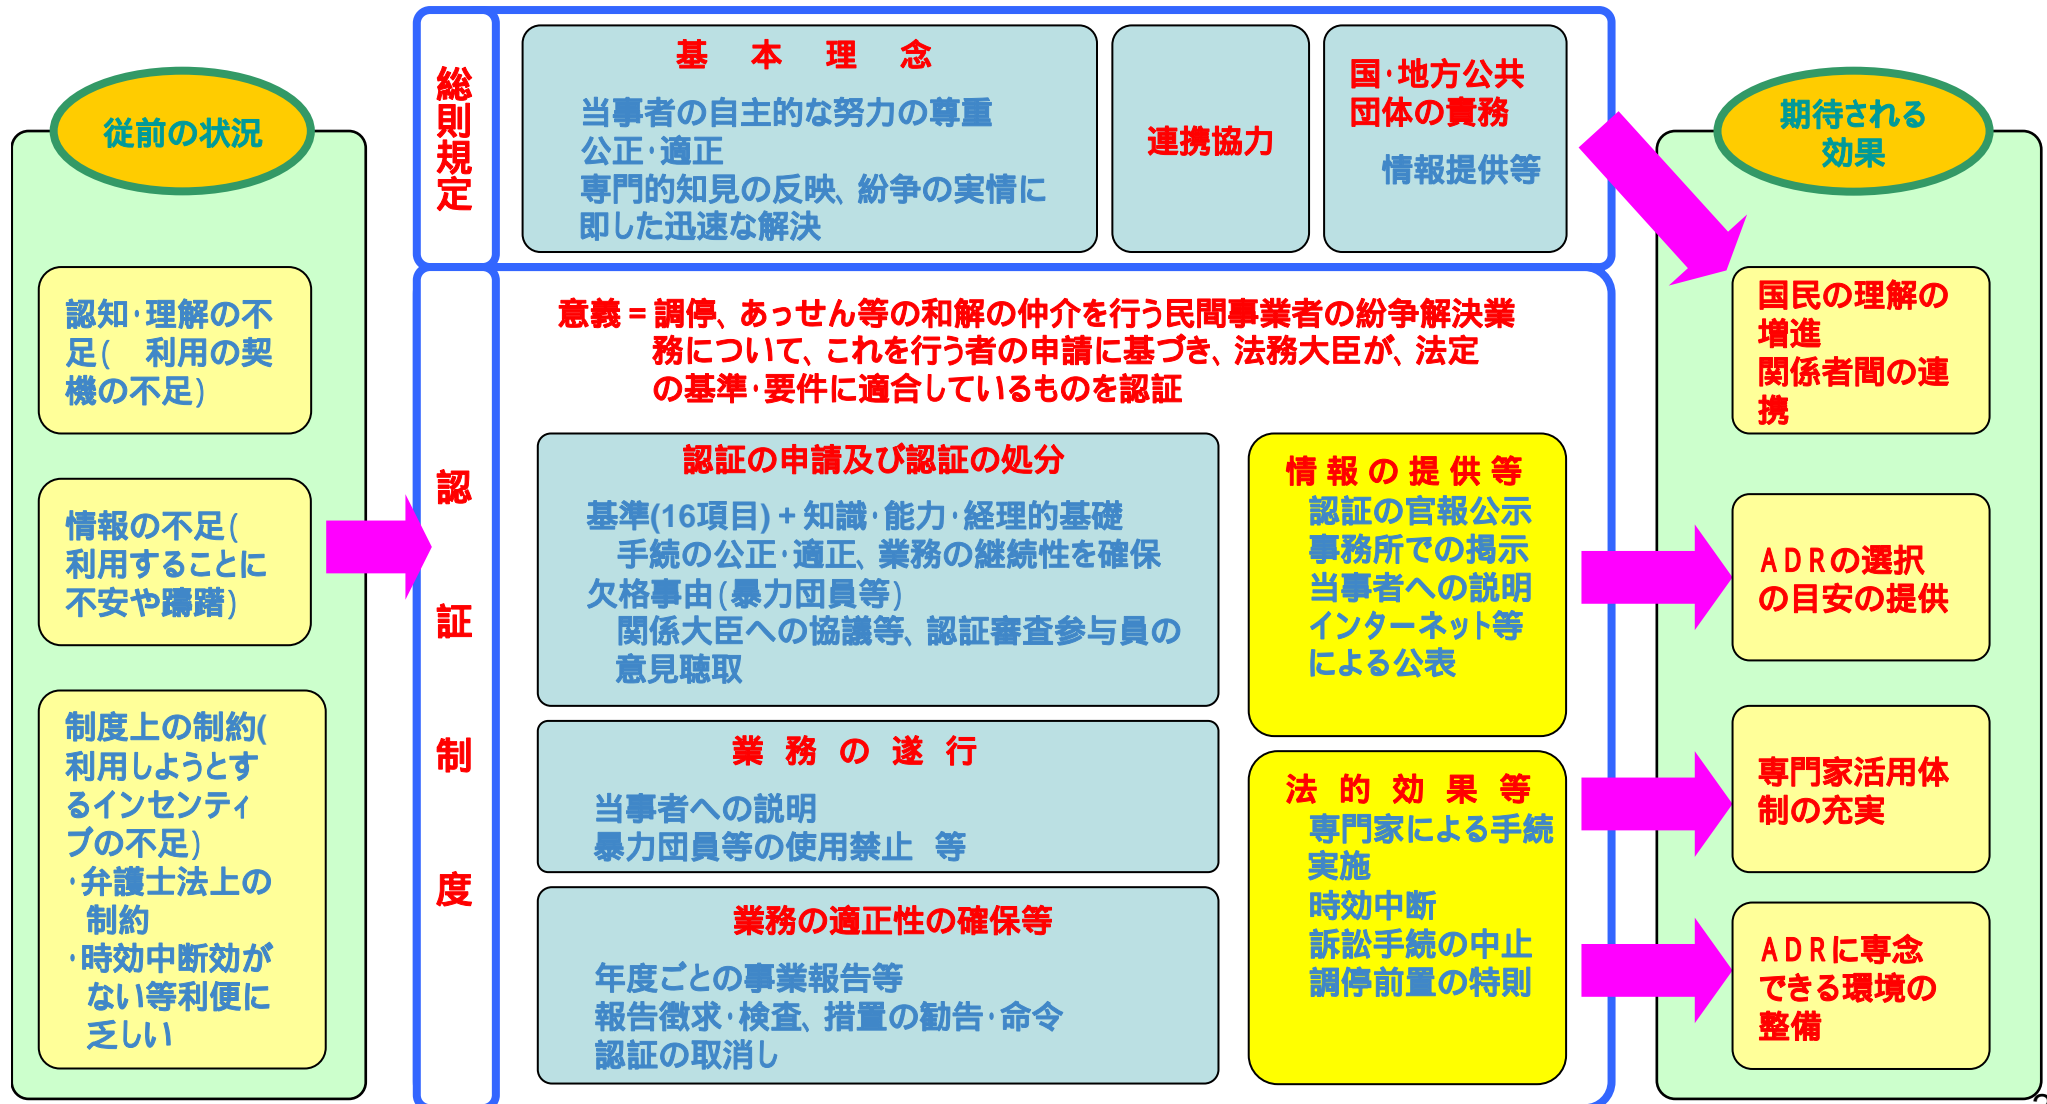 従前の状況
認知・理解の不
足(　利用の契
機の不足)
情報の不足(
利用することに
不安や躊躇)
制度上の制約(
利用しようとす
るインセンティ
ブの不足)
・弁護士法上の
制約
・時効中断効が
ない等利便に
乏しい
総則規定
基　本　理　念
当事者の自主的な努力の尊重
公正・適正
専門的知見の反映、紛争の実情に
即した迅速な解決
連携協力
国・地方公共
団体の責務
情報提供等
認証制度
意義=調停、あっせん等の和解の仲介を行う民間事業者の紛争解決業
務について、これを行う者の申請に基づき、法務大臣が、法定
の基準・要件に適合しているものを認証
認証の申請及び認証の処分
基準(16項目)+知識・能力・経理的基礎
手続の公正・適正、業務の継続性を確保
欠格事由(暴力団員等)
関係大臣への協議等、認証審査参与員の
意見聴取
業 務 の 遂 行
当事者への説明
暴力団員等の使用禁止　等
業務の適正性の確保等
年度ごとの事業報告等
報告徴求・検査、措置の勧告・命令
認証の取消し
情 報 の 提 供 等
認証の官報公示
事務所での掲示
当事者への説明
インターネット等
による公表
法 的 効 果 等
専門家による手続
実施
時効中断
訴訟手続の中止
調停前置の特則
期待される
効果
国民の理解の
増進
関係者間の連
携
ADRの選択
の目安の提供
専門家活用体
制の充実
ADRに専念
できる環境の
整備